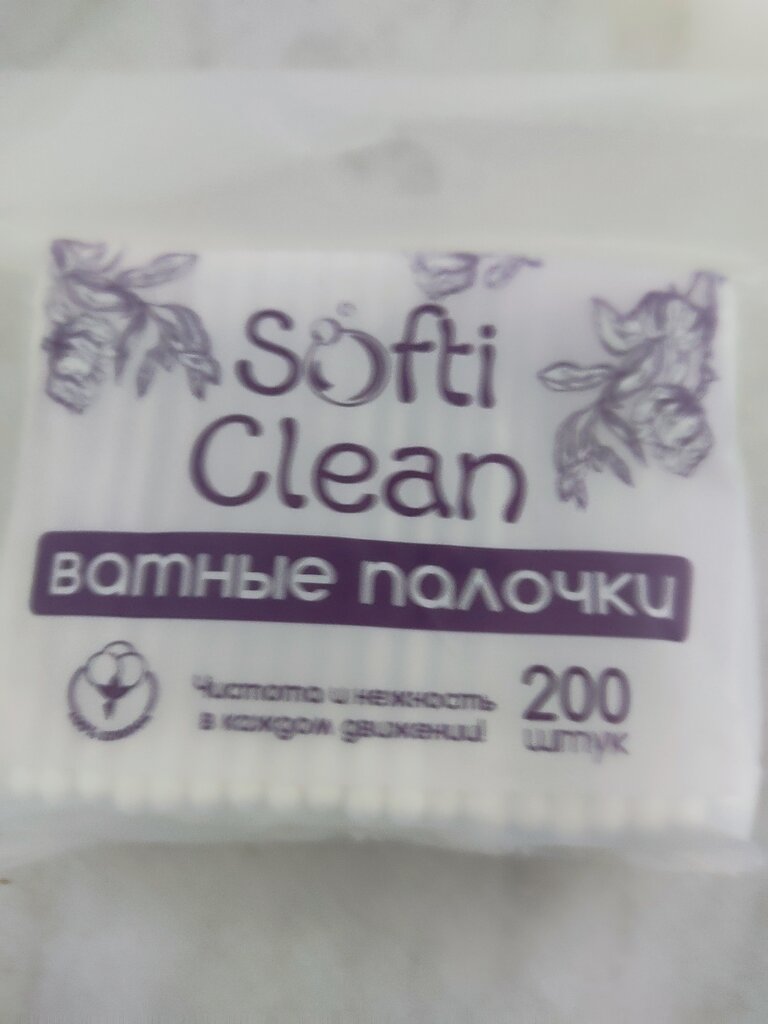 Softi
Clean
ватные палочки
Чистота и нежность
в каждом движении!
200
штук